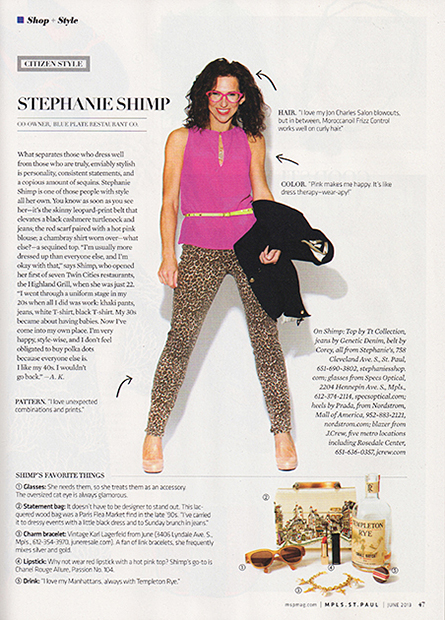 Shop + Style
CITIZEN STYLE
STEPHANIE SHIMP
CO-OWNER, BLUE PLATE RESTAURANT CO.
What separates those who dress well
from those who are truly, enviably stylish
is personality, consistent statements, and
a copious amount of sequins. Stephanie
Shimp is one of those people with style
all her own. You know as soon as you see
her—it's the skinny leopard-print belt that
elevates a black cashmere turtleneck and
jeans; the red scarf paired with a hot pink
blouse; a chambray shirt worn over—what
else?—a sequined top. "I'm usually more
dressed up than everyone else, and I'm
okay with that," says Shimp, who opened
her first of seven Twin Cities restaurants,
the Highland Grill, when she was just 22.
"I went through a uniform stage in my
20s when all I did was work: khaki pants,
jeans, white T-shirt, black T-shirt. My 30s
became about having babies. Now I've
come into my own place. I'm very
happy, style-wise, and I don't feel
obligated to buy polka dots
because everyone else is.
I like my 40s. I wouldn't
go back." —A. K.
HAIR. "I love my Jon Charles Salon blowouts,
but in between, Moroccanoil Frizz Control
works well on curly hair."
COLOR. "Pink makes me happy. It's like
dress therapy—wear-apy!"
PATTERN. "I love unexpected
combinations and prints."
On Shimp: Top by Tt Collection,
jeans by Genetic Denim, belt by
Corey, all from Stephanie's, 758
Cleveland Ave. S., St. Paul,
651-690-3802, stephaniesshop.
com; glasses from Specs Optical,
2204 Hennepin Ave. S., Mpls.,
612-374-2114, specsoptical.com;
heels by Prada, from Nordstrom,
Mall of America, 952-883-2121,
nordstrom.com; blazer from
J.Crew, five metro locations
including Rosedale Center,
651-636-0357, jcrew.com
SHIMP'S FAVORITE THINGS
① Glasses: She needs them, so she treats them as an accessory.
The oversized cat eye is always glamorous.
② Statement bag: It doesn't have to be designer to stand out. This lac-
quered wood bag was a Paris Flea Market find in the late '90s. "I've carried
it to dressy events with a little black dress and to Sunday brunch in jeans."
③ Charm bracelet: Vintage Karl Lagerfeld from June (3406 Lyndale Ave. S.,
Mpls., 612-354-3970, juneresale.com). A fan of link bracelets, she frequently
mixes silver and gold.
④ Lipstick: Why not wear red lipstick with a hot pink top? Shimp's go-to is
Chanel Rouge Allure, Passion No. 104.
⑤ Drink: "I love my Manhattans, always with Templeton Rye."
②
①
④
③
⑤
TEMPLETON
RYE
mspmag.com | MPLS.ST.PAUL | JUNE 2013 47